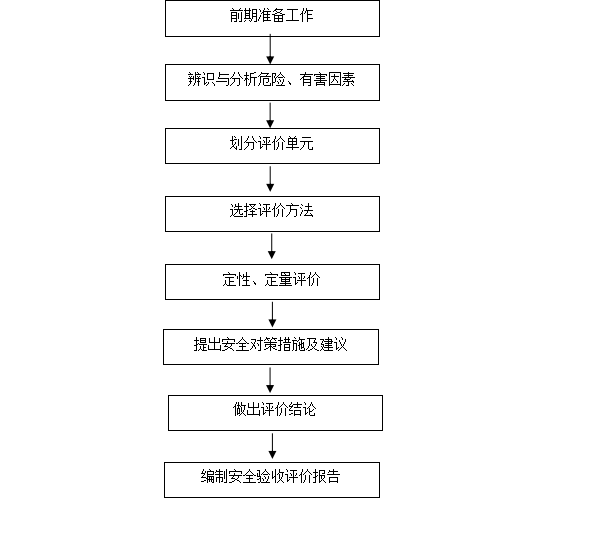 前期准备工作
辨识与分析危险、有害因素
划分评价单元
选择评价方法
定性、定量评价
提出安全对策措施及建议
做出评价结论
编制安全验收评价报告